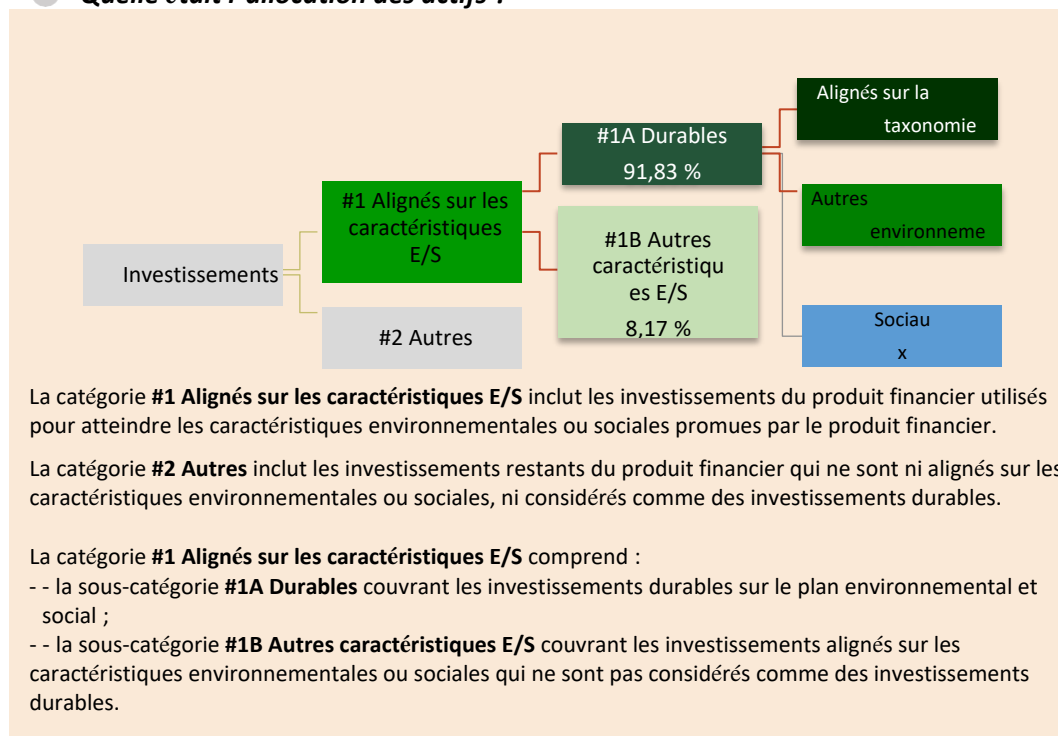 Quelle était l'allocation des actifs ?
Alignés sur la
taxonomie
#1A Durables
91,83 %
#1 Alignés sur les
caractéristiques
E/S
Autres
environneme
#1B Autres
caractéristiqu
es E/S
8,17 %
Investissements
#2 Autres
Sociau
x
La catégorie #1 Alignés sur les caractéristiques E/S inclut les investissements du produit financier utilisés
pour atteindre les caractéristiques environnementales ou sociales promues par le produit financier.
La catégorie #2 Autres inclut les investissements restants du produit financier qui ne sont ni alignés sur les
caractéristiques environnementales ou sociales, ni considérés comme des investissements durables.
La catégorie #1 Alignés sur les caractéristiques E/S comprend :
- - la sous-catégorie #1A Durables couvrant les investissements durables sur le plan environnemental et
social ;
- - la sous-catégorie #1B Autres caractéristiques E/S couvrant les investissements alignés sur les
caractéristiques environnementales ou sociales qui ne sont pas considérés comme des investissements
durables.